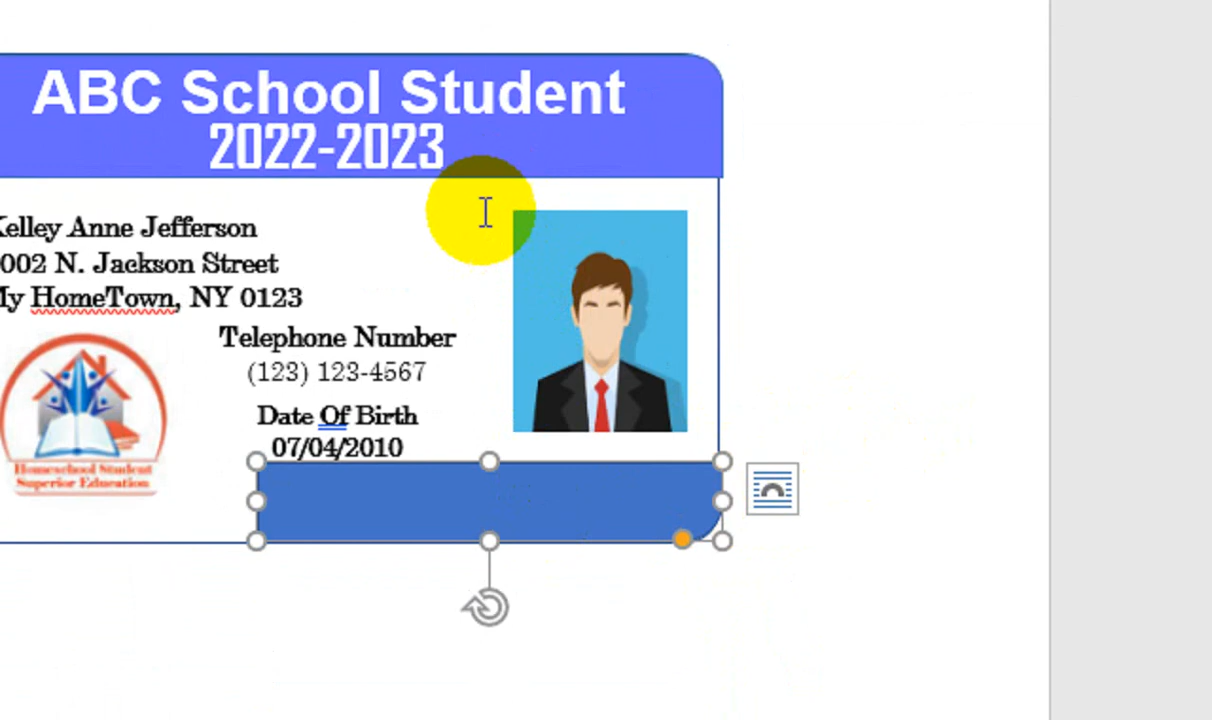 ABC School Student
2022-2023
Kelley Anne Jefferson
002 N. Jackson Street
My HomeTown, NY 0123
Telephone Number
(123) 123-4567
Date Of Birth
07/04/2010
Homeschool Student
Superior Education